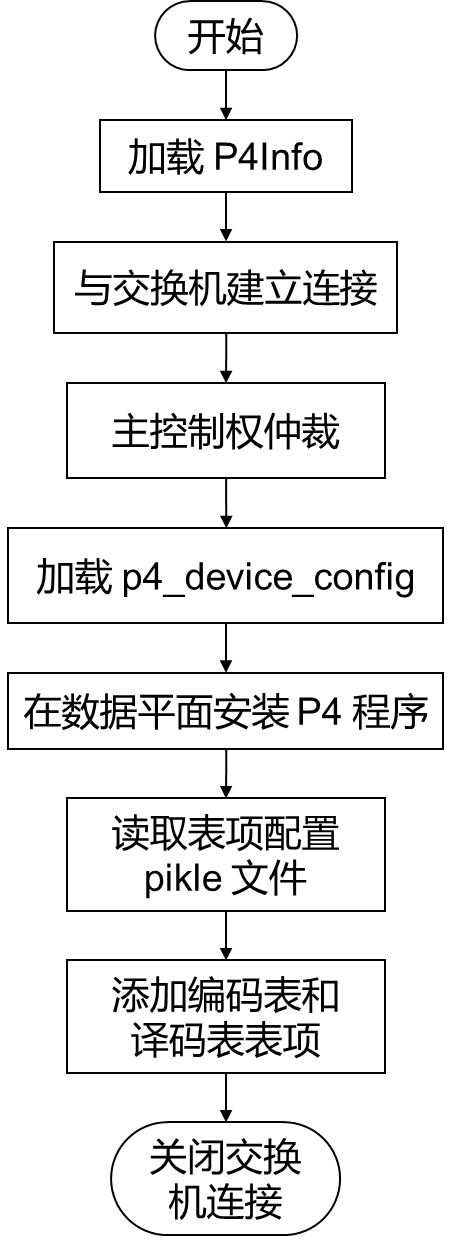 开始
加载 P4Info
与交换机建立连接
主控制权仲裁
加载 p4_device_config
在数据平面安装 P4 程序
读取表项配置
pikle 文件
添加编码表和
译码表表项
关闭交换
机连接